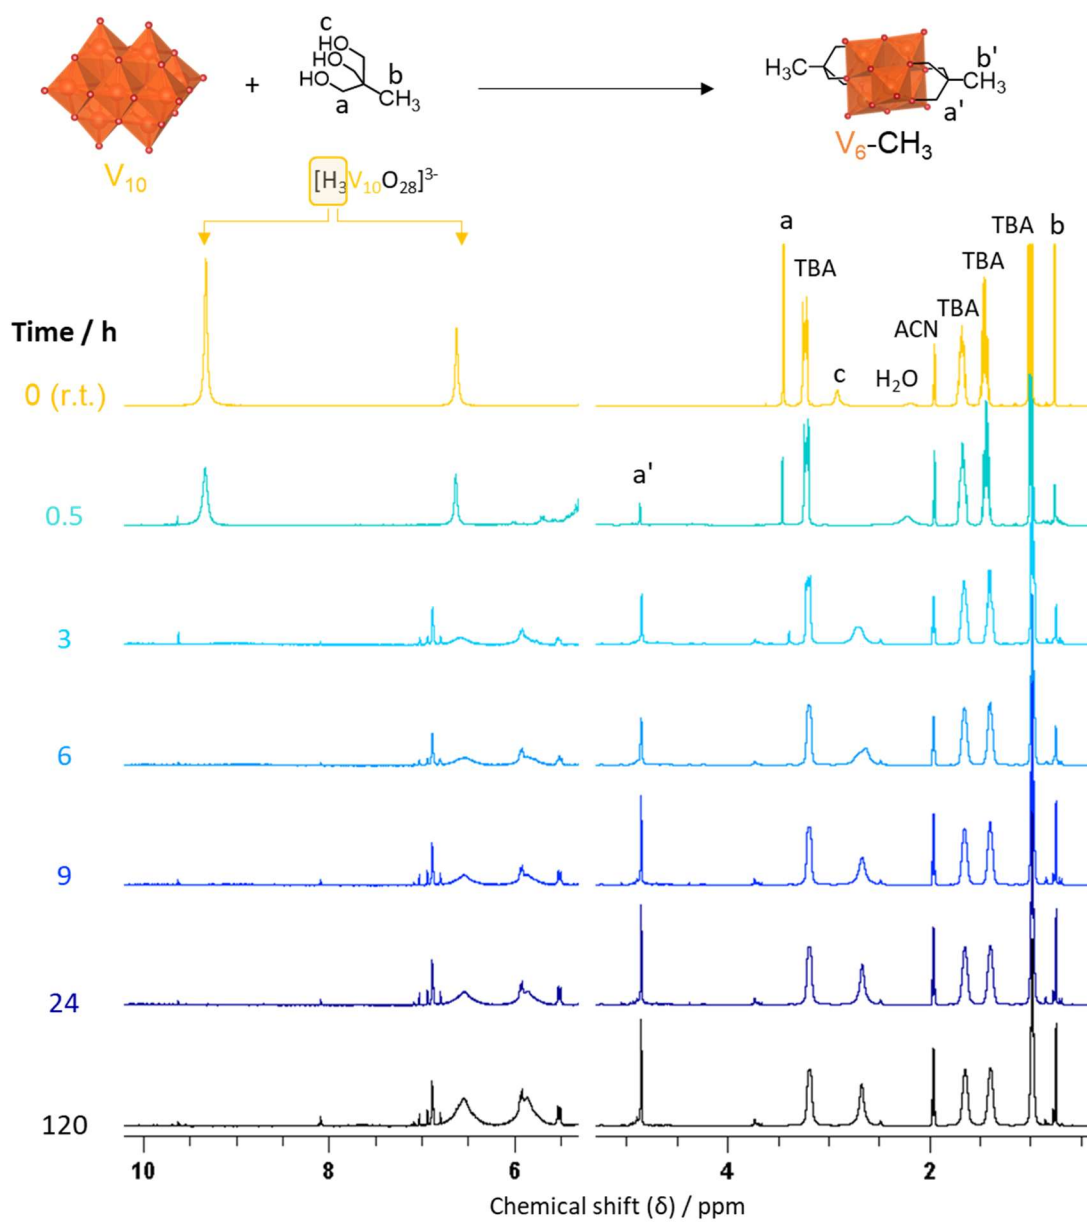 c
HO
HO
HO
b
CH₃
a
+
V₁₀
H₃C
b'
CH₃
a'
V₆-CH₃
[H₃V₁₀O₂₈]³⁻
a
TBA
TBA
b
TBA
TBA
ACN
c
H₂O
Time / h
0 (r.t.)
0.5
a'
3
6
9
24
120
10
8
6
4
2
Chemical shift (δ) / ppm